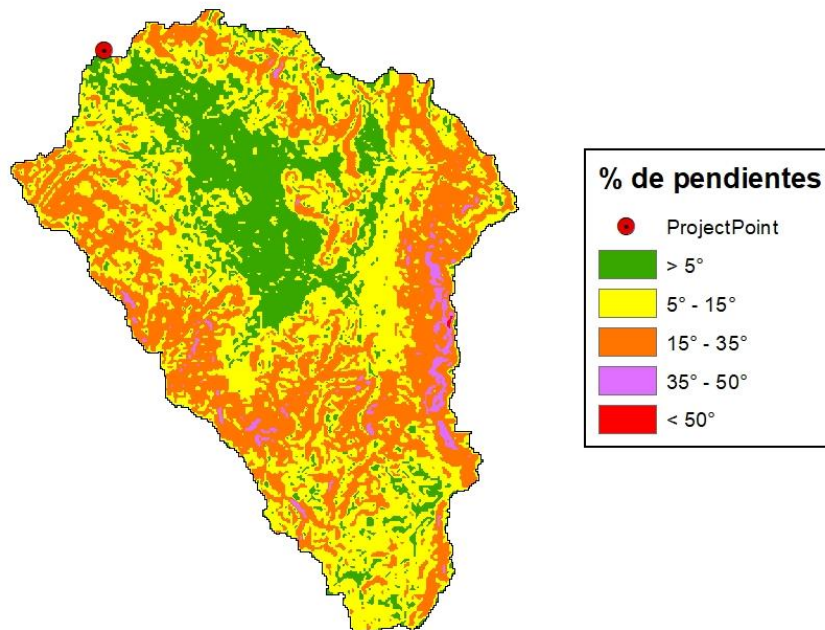 % de pendientes
ProjectPoint
> 5°
5° - 15°
15° - 35°
35° - 50°
< 50°